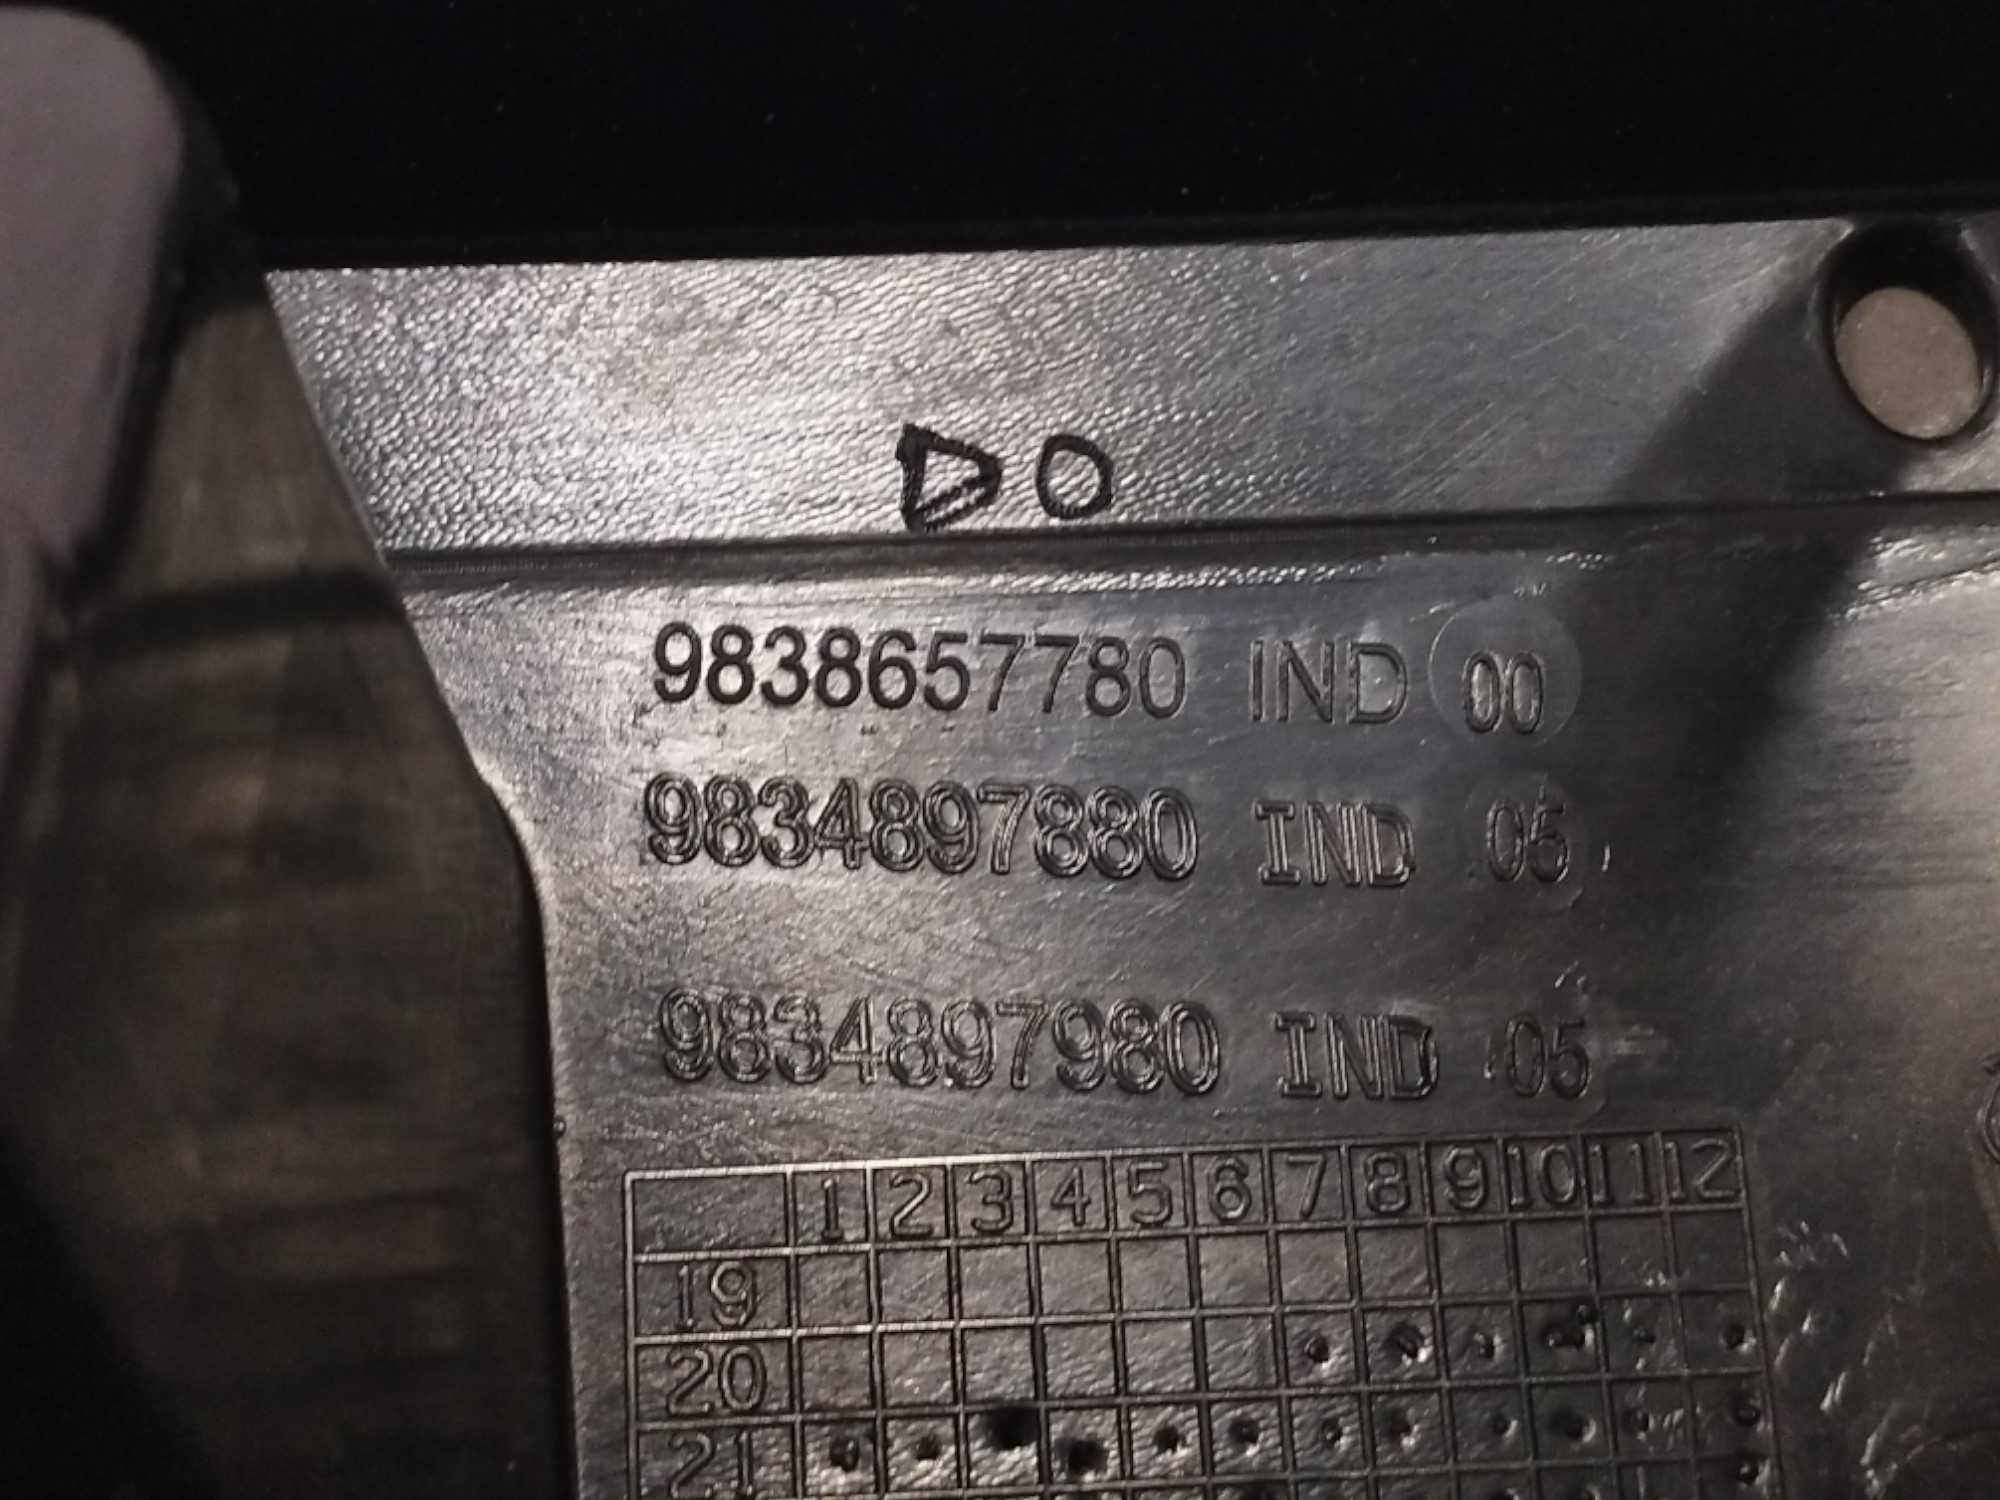 DO
9838657780 IND 00
9834897880 IND 05
9834897980 IND 05
1 2 3 4 5 6 7 8 9 10 11 12
19
20
21